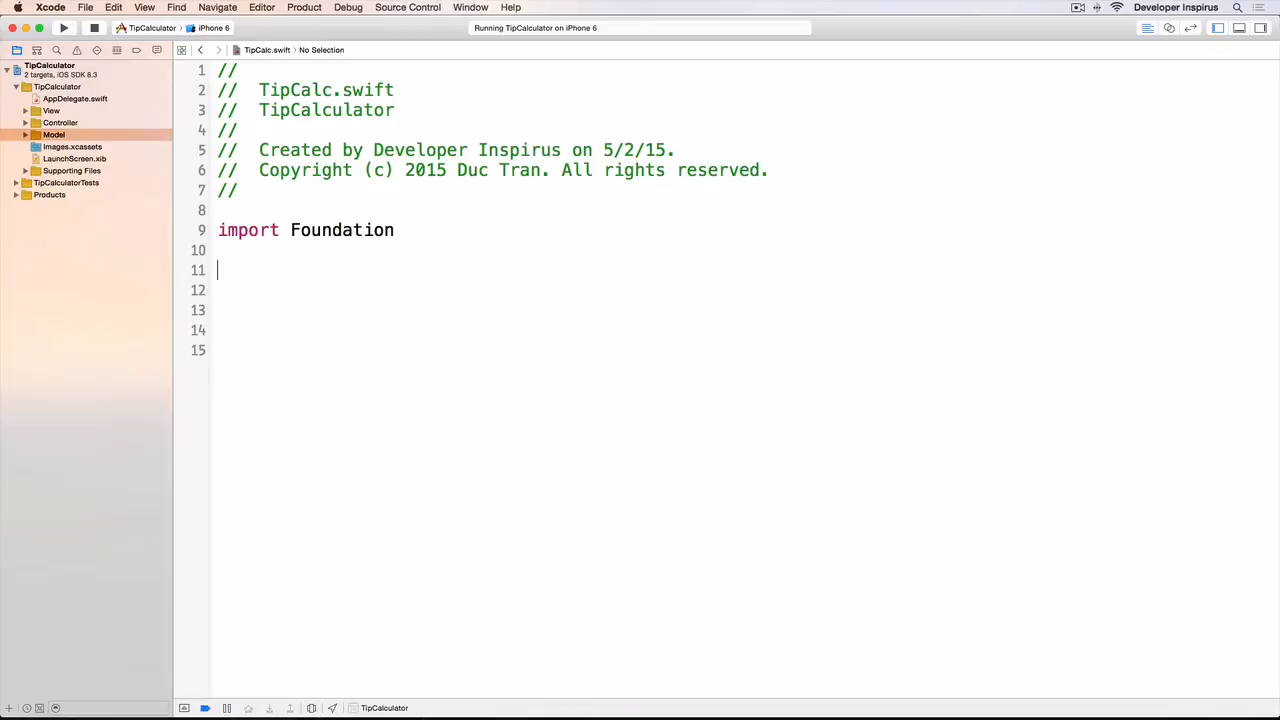 Xcode File Edit View Find Navigate Editor Product Debug Source Control Window Help Developer Inspirus
TipCalculator 〉 iPhone 6 Running TipCalculator on iPhone 6
TipCalc.swift 〉 No Selection
TipCalculator
2 targets, iOS SDK 8.3
TipCalculator
AppDelegate.swift
View
Controller
Model
Images.xcassets
LaunchScreen.xib
Supporting Files
TipCalculatorTests
Products
1 //
2 // TipCalc.swift
3 // TipCalculator
4 //
5 // Created by Developer Inspirus on 5/2/15.
6 // Copyright (c) 2015 Duc Tran. All rights reserved.
7 //
8
9 import Foundation
10
11
12
13
14
15
TipCalculator